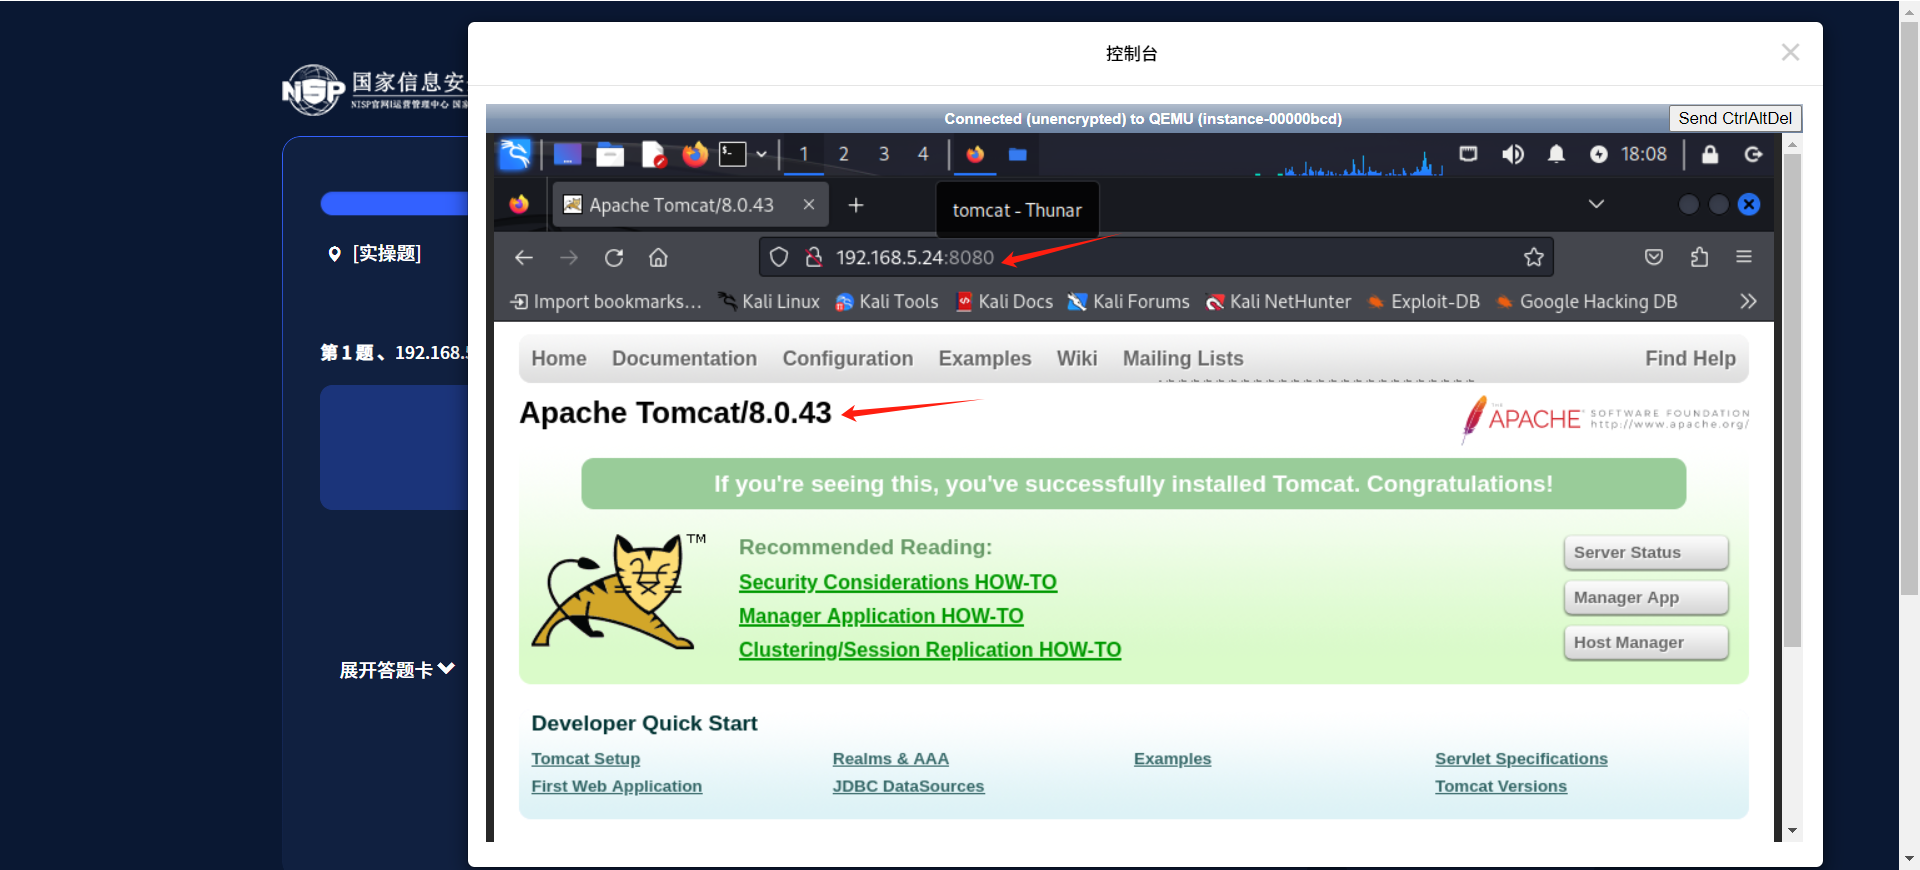 控制台
×
国家信息安
NISP
NISP官网|运营管理中心 国家
Connected (unencrypted) to QEMU (instance-00000bcd)
Send CtrlAltDel
1 2 3 4
18:08
Apache Tomcat/8.0.43
tomcat - Thunar
[实操题]
192.168.5.24:8080
Import bookmarks... Kali Linux Kali Tools Kali Docs Kali Forums Kali NetHunter Exploit-DB Google Hacking DB
第 1 题 、192.168.5
Home Documentation Configuration Examples Wiki Mailing Lists Find Help
Apache Tomcat/8.0.43
THE
APACHE
SOFTWARE FOUNDATION
http://www.apache.org/
If you're seeing this, you've successfully installed Tomcat. Congratulations!
TM
Recommended Reading:
Security Considerations HOW-TO
Manager Application HOW-TO
Clustering/Session Replication HOW-TO
Server Status
Manager App
Host Manager
展开答题卡
Developer Quick Start
Tomcat Setup
First Web Application
Realms & AAA
JDBC DataSources
Examples
Servlet Specifications
Tomcat Versions